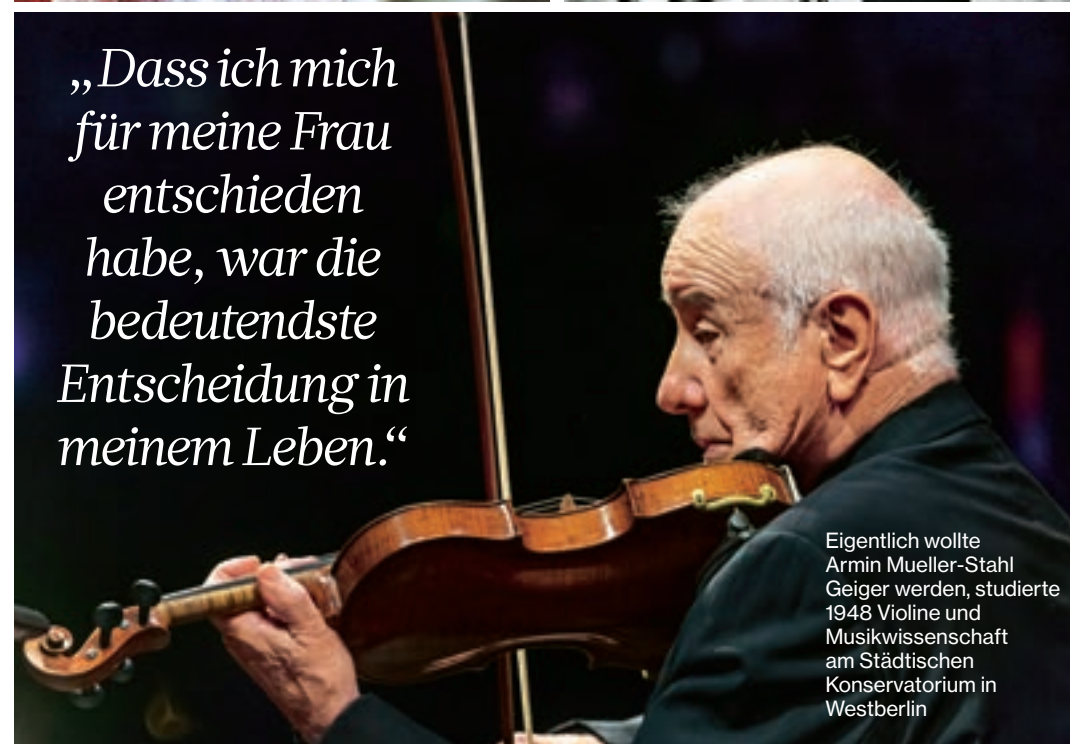 „Dass ich mich
für meine Frau
entschieden
habe, war die
bedeutendste
Entscheidung in
meinem Leben.“
Eigentlich wollte
Armin Mueller-Stahl
Geiger werden, studierte
1948 Violine und
Musikwissenschaft
am Städtischen
Konservatorium in
Westberlin